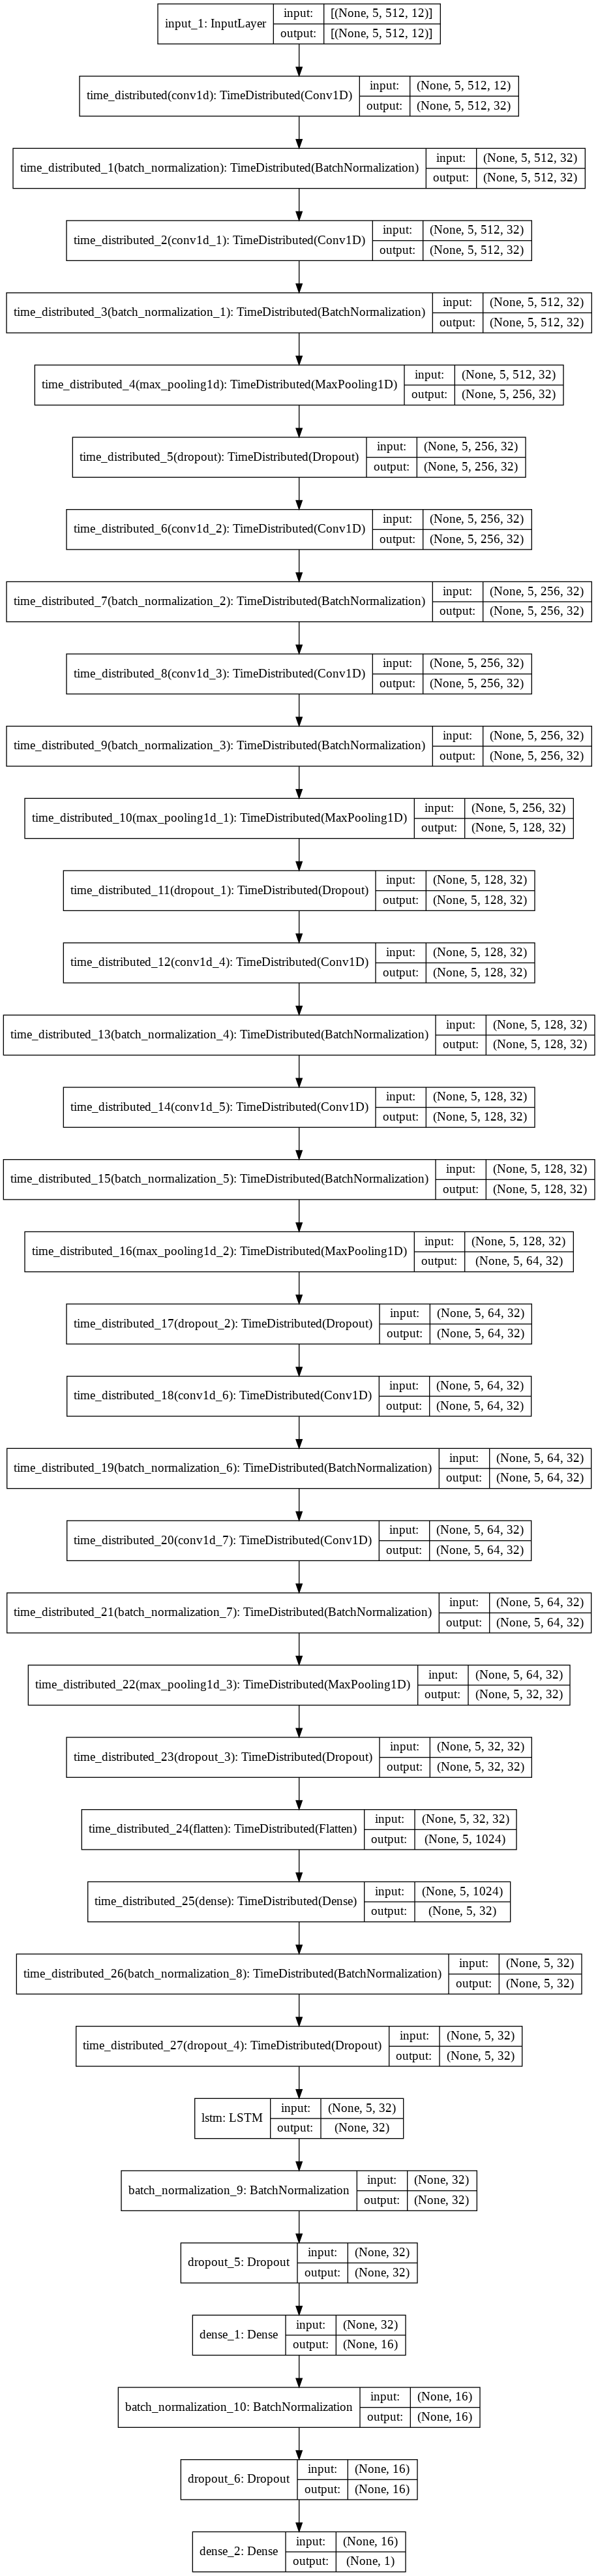 input_1: InputLayer
input: [(None, 5, 512, 12)]
output: [(None, 5, 512, 12)]
time_distributed(conv1d): TimeDistributed(Conv1D)
input: (None, 5, 512, 12)
output: (None, 5, 512, 32)
time_distributed_1(batch_normalization): TimeDistributed(BatchNormalization)
input: (None, 5, 512, 32)
output: (None, 5, 512, 32)
time_distributed_2(conv1d_1): TimeDistributed(Conv1D)
input: (None, 5, 512, 32)
output: (None, 5, 512, 32)
time_distributed_3(batch_normalization_1): TimeDistributed(BatchNormalization)
input: (None, 5, 512, 32)
output: (None, 5, 512, 32)
time_distributed_4(max_pooling1d): TimeDistributed(MaxPooling1D)
input: (None, 5, 512, 32)
output: (None, 5, 256, 32)
time_distributed_5(dropout): TimeDistributed(Dropout)
input: (None, 5, 256, 32)
output: (None, 5, 256, 32)
time_distributed_6(conv1d_2): TimeDistributed(Conv1D)
input: (None, 5, 256, 32)
output: (None, 5, 256, 32)
time_distributed_7(batch_normalization_2): TimeDistributed(BatchNormalization)
input: (None, 5, 256, 32)
output: (None, 5, 256, 32)
time_distributed_8(conv1d_3): TimeDistributed(Conv1D)
input: (None, 5, 256, 32)
output: (None, 5, 256, 32)
time_distributed_9(batch_normalization_3): TimeDistributed(BatchNormalization)
input: (None, 5, 256, 32)
output: (None, 5, 256, 32)
time_distributed_10(max_pooling1d_1): TimeDistributed(MaxPooling1D)
input: (None, 5, 256, 32)
output: (None, 5, 128, 32)
time_distributed_11(dropout_1): TimeDistributed(Dropout)
input: (None, 5, 128, 32)
output: (None, 5, 128, 32)
time_distributed_12(conv1d_4): TimeDistributed(Conv1D)
input: (None, 5, 128, 32)
output: (None, 5, 128, 32)
time_distributed_13(batch_normalization_4): TimeDistributed(BatchNormalization)
input: (None, 5, 128, 32)
output: (None, 5, 128, 32)
time_distributed_14(conv1d_5): TimeDistributed(Conv1D)
input: (None, 5, 128, 32)
output: (None, 5, 128, 32)
time_distributed_15(batch_normalization_5): TimeDistributed(BatchNormalization)
input: (None, 5, 128, 32)
output: (None, 5, 128, 32)
time_distributed_16(max_pooling1d_2): TimeDistributed(MaxPooling1D)
input: (None, 5, 128, 32)
output: (None, 5, 64, 32)
time_distributed_17(dropout_2): TimeDistributed(Dropout)
input: (None, 5, 64, 32)
output: (None, 5, 64, 32)
time_distributed_18(conv1d_6): TimeDistributed(Conv1D)
input: (None, 5, 64, 32)
output: (None, 5, 64, 32)
time_distributed_19(batch_normalization_6): TimeDistributed(BatchNormalization)
input: (None, 5, 64, 32)
output: (None, 5, 64, 32)
time_distributed_20(conv1d_7): TimeDistributed(Conv1D)
input: (None, 5, 64, 32)
output: (None, 5, 64, 32)
time_distributed_21(batch_normalization_7): TimeDistributed(BatchNormalization)
input: (None, 5, 64, 32)
output: (None, 5, 64, 32)
time_distributed_22(max_pooling1d_3): TimeDistributed(MaxPooling1D)
input: (None, 5, 64, 32)
output: (None, 5, 32, 32)
time_distributed_23(dropout_3): TimeDistributed(Dropout)
input: (None, 5, 32, 32)
output: (None, 5, 32, 32)
time_distributed_24(flatten): TimeDistributed(Flatten)
input: (None, 5, 32, 32)
output: (None, 5, 1024)
time_distributed_25(dense): TimeDistributed(Dense)
input: (None, 5, 1024)
output: (None, 5, 32)
time_distributed_26(batch_normalization_8): TimeDistributed(BatchNormalization)
input: (None, 5, 32)
output: (None, 5, 32)
time_distributed_27(dropout_4): TimeDistributed(Dropout)
input: (None, 5, 32)
output: (None, 5, 32)
lstm: LSTM
input: (None, 5, 32)
output: (None, 32)
batch_normalization_9: BatchNormalization
input: (None, 32)
output: (None, 32)
dropout_5: Dropout
input: (None, 32)
output: (None, 32)
dense_1: Dense
input: (None, 32)
output: (None, 16)
batch_normalization_10: BatchNormalization
input: (None, 16)
output: (None, 16)
dropout_6: Dropout
input: (None, 16)
output: (None, 16)
dense_2: Dense
input: (None, 16)
output: (None, 1)